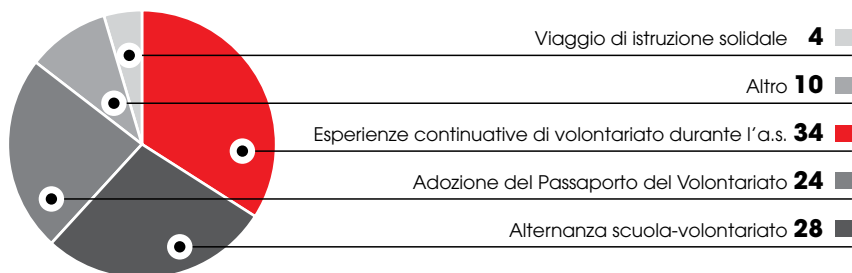 Viaggio di istruzione solidale 4
Altro 10
Esperienze continuative di volontariato durante l'a.s. 34
Adozione del Passaporto del Volontariato 24
Alternanza scuola-volontariato 28